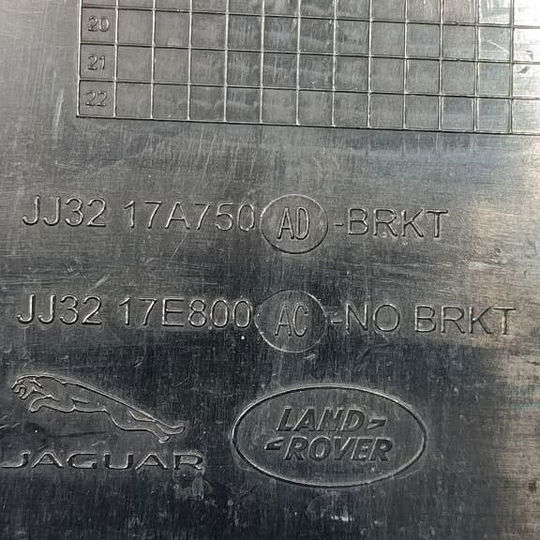 20
21
22
JJ32 17A750 AD -BRKT
JJ32 17E800 AC -NO BRKT
JAGUAR
LAND-
-ROVER